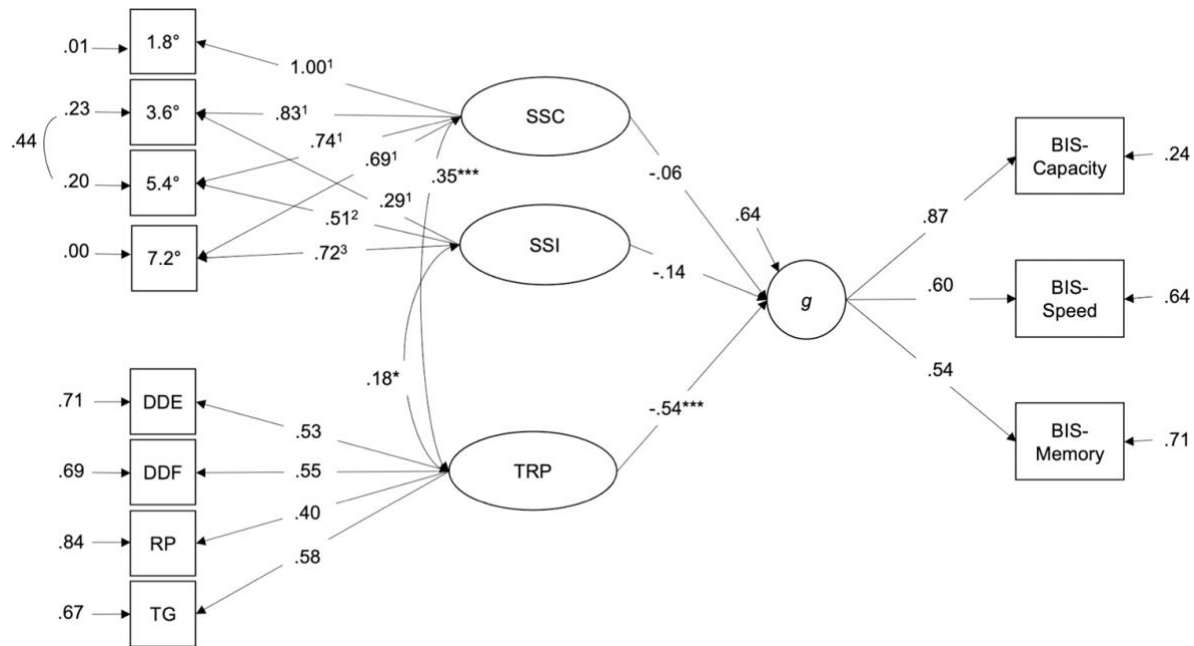 .01
1.8°
1.00¹
.23
3.6°
.83¹
SSC
.44
.74¹
.20
5.4°
.69¹
.35***
-.06
BIS-
Capacity
.24
.29¹
.51²
.87
.64
.00
7.2°
.72³
SSI
-.14
g
.60
BIS-
Speed
.64
.18*
.54
.71
DDE
.53
-.54***
BIS-
Memory
.71
.69
DDF
.55
TRP
.40
.84
RP
.58
.67
TG